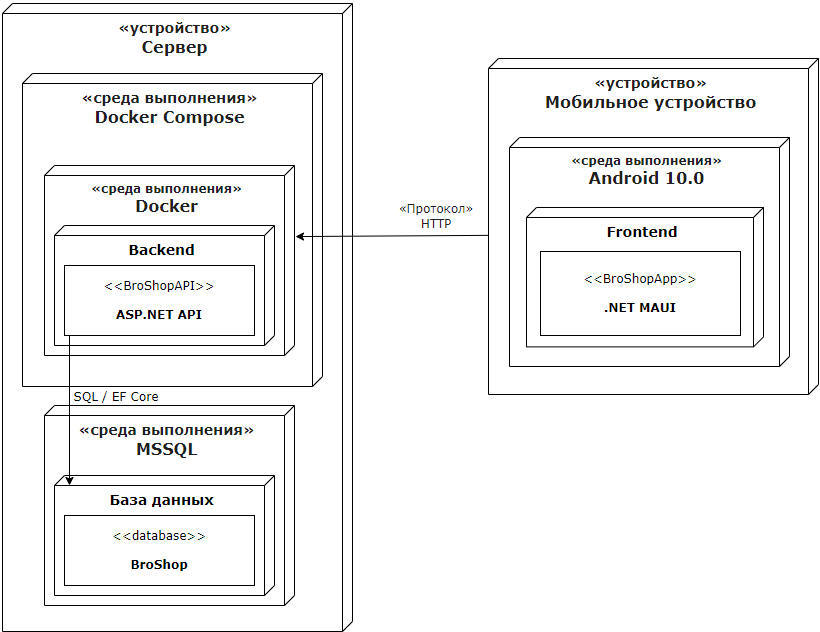 «устройство»
Сервер
«среда выполнения»
Docker Compose
«среда выполнения»
Docker
Backend
<<BroShopAPI>>
ASP.NET API
SQL / EF Core
«среда выполнения»
MSSQL
База данных
<<database>>
BroShop
«Протокол»
HTTP
«устройство»
Мобильное устройство
«среда выполнения»
Android 10.0
Frontend
<<BroShopApp>>
.NET MAUI